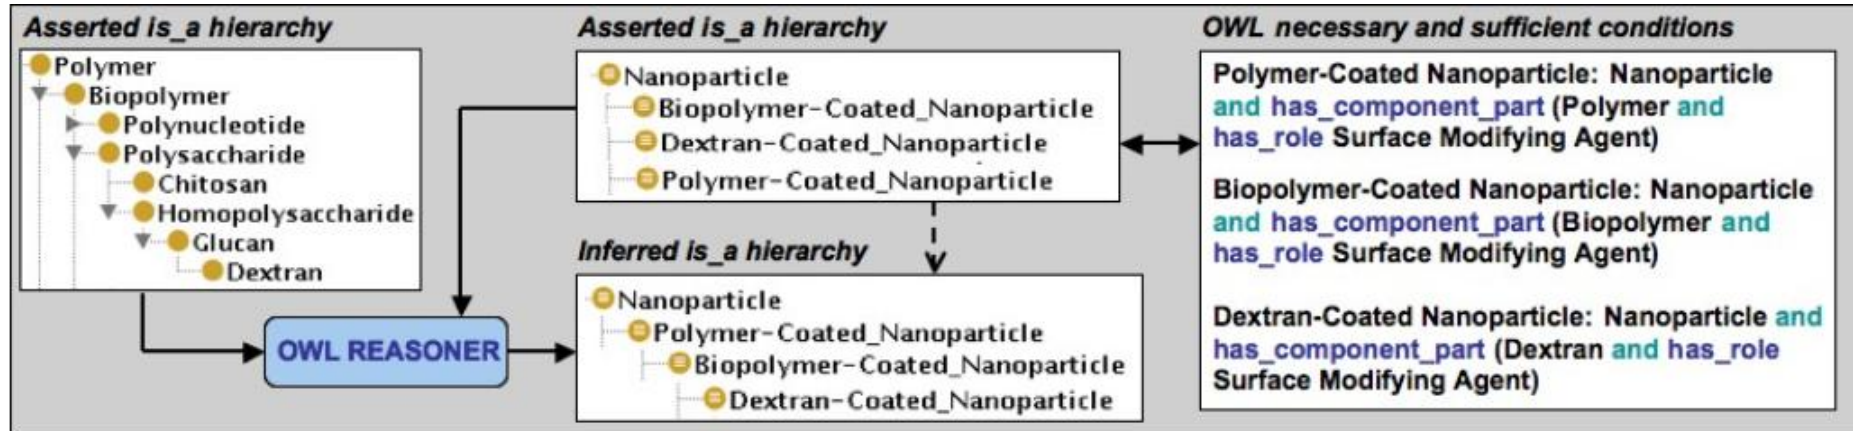 Asserted is_a hierarchy
Polymer
Biopolymer
Polynucleotide
Polysaccharide
Chitosan
Homopolysaccharide
Glucan
Dextran
OWL REASONER
Asserted is_a hierarchy
Nanoparticle
Biopolymer-Coated_Nanoparticle
Dextran-Coated_Nanoparticle
Polymer-Coated_Nanoparticle
Inferred is_a hierarchy
Nanoparticle
Polymer-Coated_Nanoparticle
Biopolymer-Coated_Nanoparticle
Dextran-Coated_Nanoparticle
OWL necessary and sufficient conditions
Polymer-Coated Nanoparticle: Nanoparticle
and has_component_part (Polymer and
has_role Surface Modifying Agent)
Biopolymer-Coated Nanoparticle: Nanoparticle
and has_component_part (Biopolymer and
has_role Surface Modifying Agent)
Dextran-Coated Nanoparticle: Nanoparticle and
has_component_part (Dextran and has_role
Surface Modifying Agent)